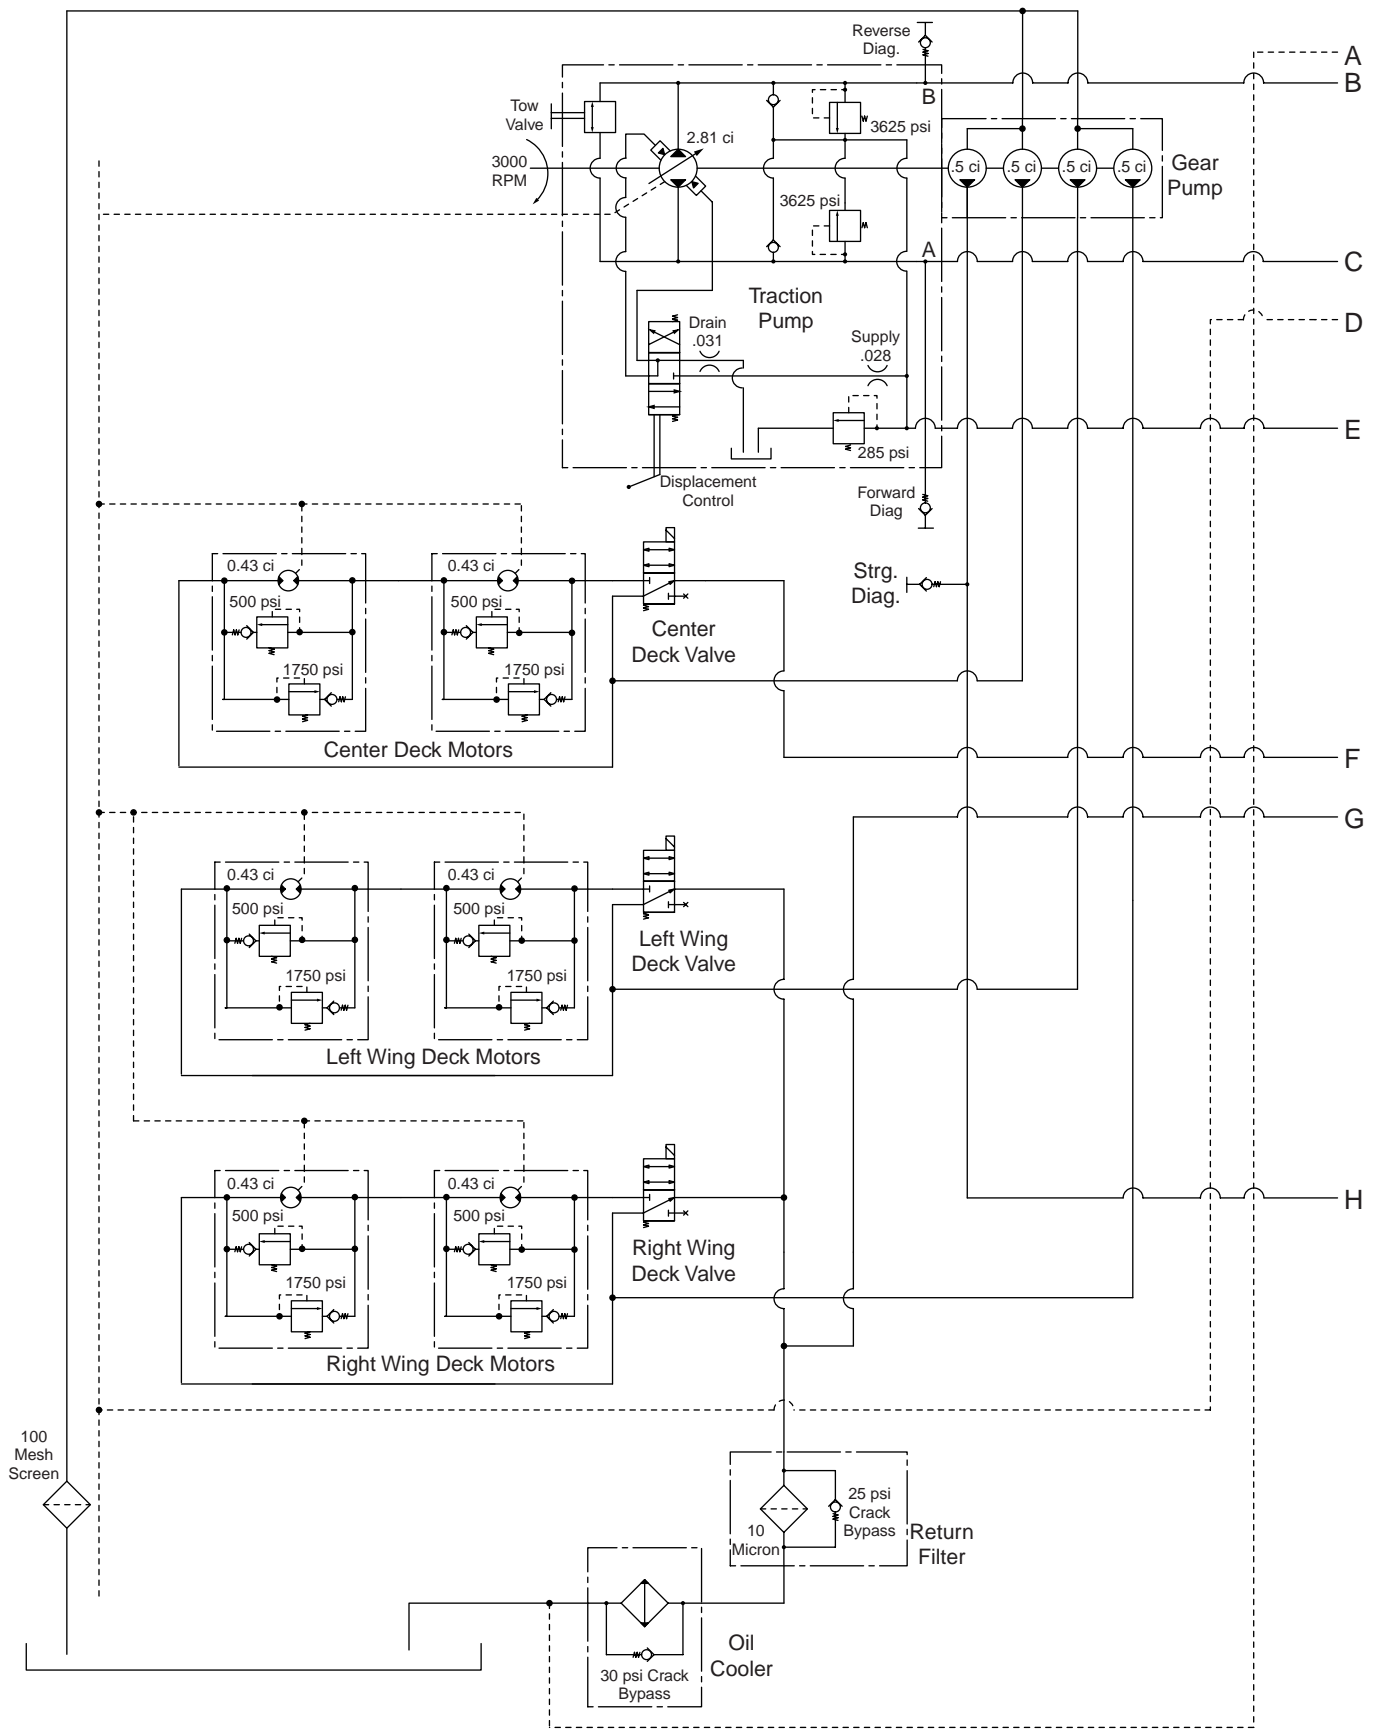 Reverse
Diag.
A
B
Tow
Valve
B
3625 psi
2.81 ci
3000
RPM
.5 ci
.5 ci
.5 ci
.5 ci
Gear
Pump
3625 psi
A
C
Traction
Pump
D
Drain
.031
Supply
.028
E
285 psi
Displacement
Control
Forward
Diag
0.43 ci
500 psi
1750 psi
0.43 ci
500 psi
1750 psi
Strg.
Diag.
Center
Deck Valve
Center Deck Motors
F
G
0.43 ci
500 psi
1750 psi
0.43 ci
500 psi
1750 psi
Left Wing
Deck Valve
Left Wing Deck Motors
0.43 ci
500 psi
1750 psi
0.43 ci
500 psi
1750 psi
H
Right Wing
Deck Valve
Right Wing Deck Motors
100
Mesh
Screen
25 psi
Crack
Bypass
10
Micron
Return
Filter
Oil
Cooler
30 psi Crack
Bypass